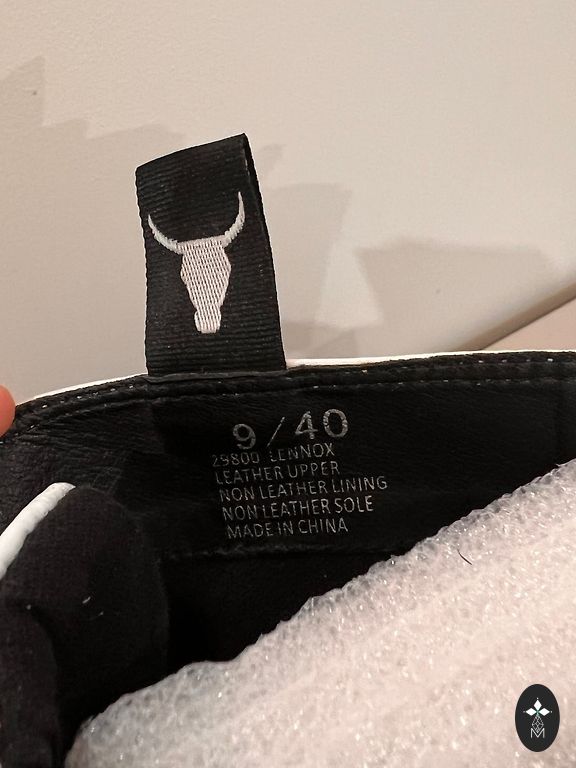 9 / 40
29800 LENNOX
LEATHER UPPER
NON LEATHER LINING
NON LEATHER SOLE
MADE IN CHINA